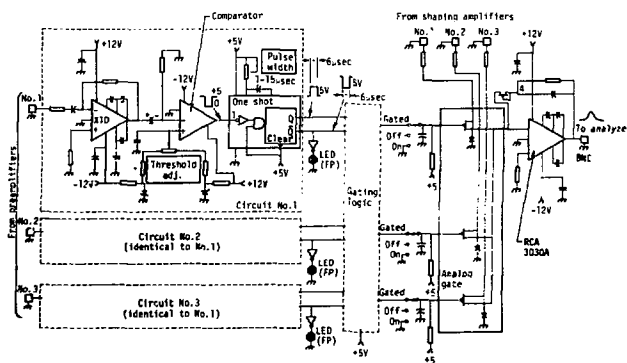 From shaping amplifiers
No.1
No.2
No.3
Comparator
+12V
+5V
Pulse
width
6µsec
1-15µsec
5V
5V
6µsec
-12V
+5
0
One shot
No.1
X10
Q
Q
Clear
+5V
Threshold
adj.
-12V
+12V
LED
(FP)
Circuit No.1
From preamplifiers
Gated
Off
On
+5
Gating
logic
+12V
To analyze
BNC
-12V
RCA
3030A
No.2
Circuit No.2
(identical to No.1)
LED
(FP)
Gated
Off
On
+5
Analog
gate
No.3
Circuit No.3
(identical to No.1)
LED
(FP)
Gated
Off
On
+5V
+5